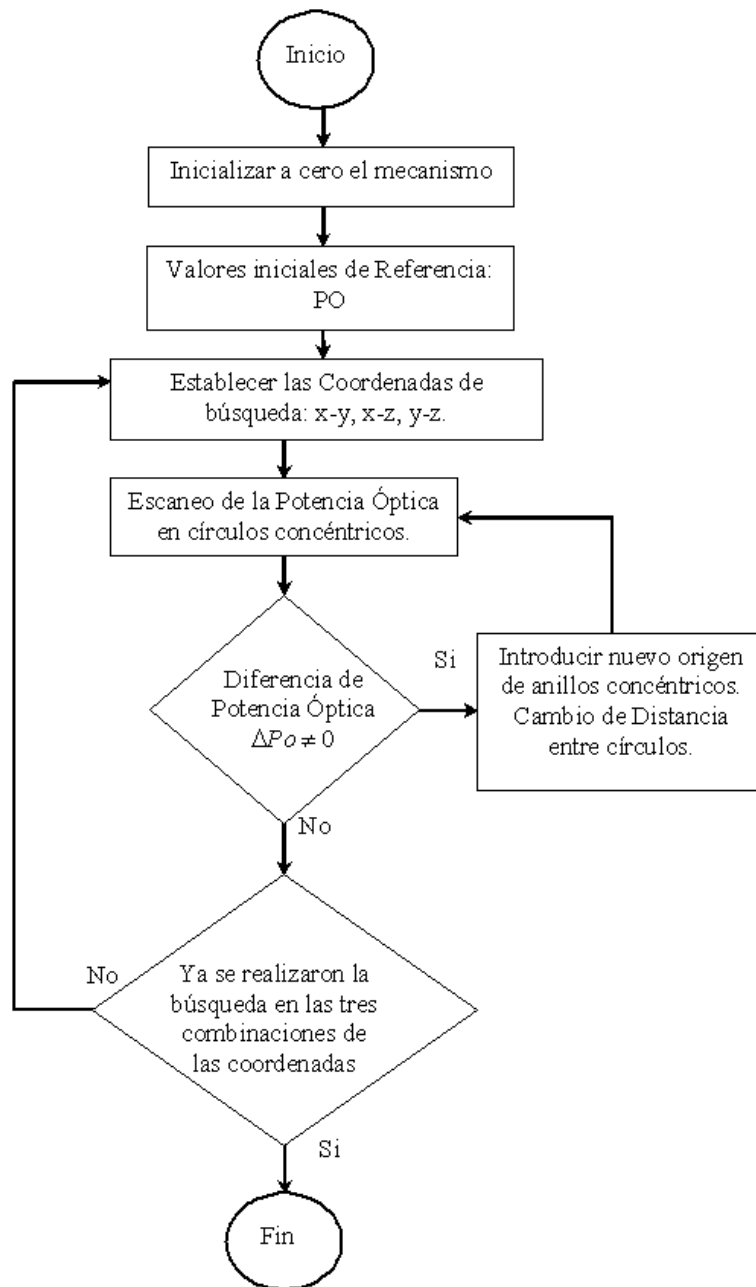 Inicio
Inicializar a cero el mecanismo
Valores iniciales de Referencia:
PO
Establecer las Coordenadas de
búsqueda: x-y, x-z, y-z.
Escaneo de la Potencia Óptica
en círculos concéntricos.
Diferencia de
Potencia Óptica
ΔPo ≠ 0
Si
Introducir nuevo origen
de anillos concéntricos.
Cambio de Distancia
entre círculos.
No
No
Ya se realizaron la
búsqueda en las tres
combinaciones de
las coordenadas
Si
Fin